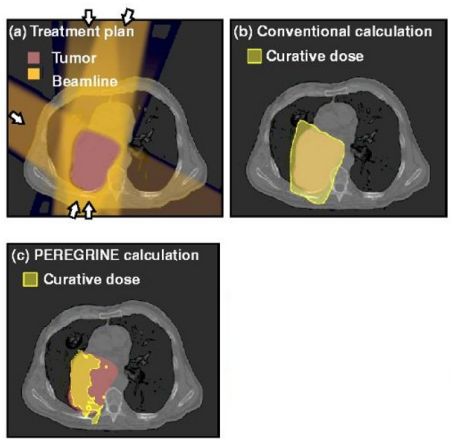 (a) Treatment plan
Tumor
Beamline
(b) Conventional calculation
Curative dose
(c) PEREGRINE calculation
Curative dose